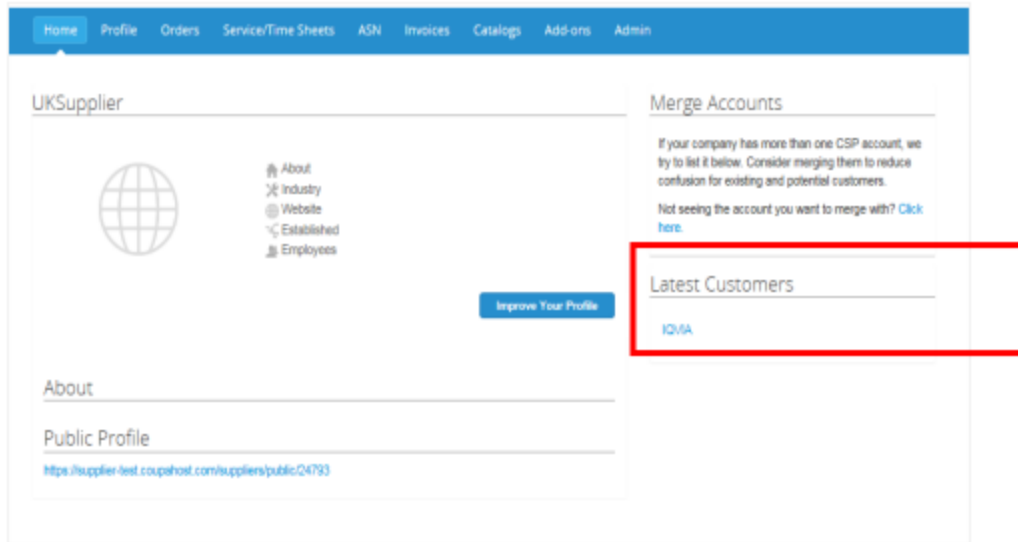 Home Profile Orders Service/Time Sheets ASN Invoices Catalogs Add-ons Admin
UKSupplier
About
Industry
Website
Established
Employees
Improve Your Profile
About
Public Profile
https://supplier-test.coupahost.com/suppliers/public/24793
Merge Accounts
If your company has more than one CSP account, we
try to list it below. Consider merging them to reduce
confusion for existing and potential customers.
Not seeing the account you want to merge with? Click
here.
Latest Customers
IQVIA